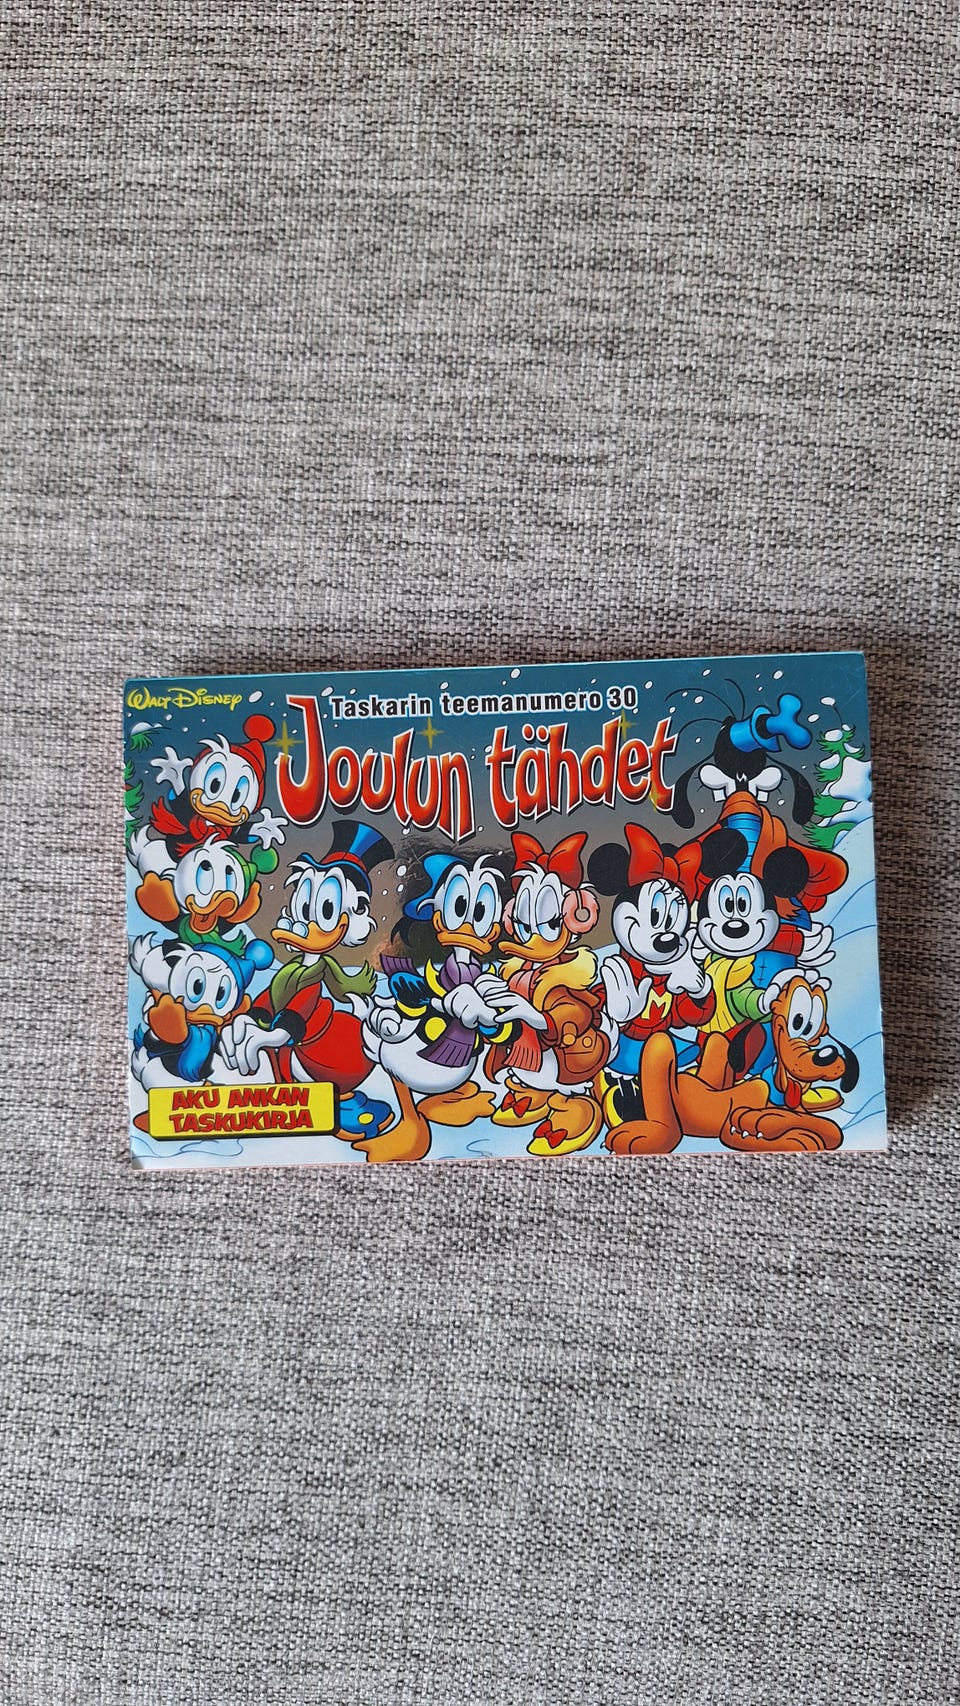 Walt Disney
Taskarin teemanumero 30
Joulun tähdet
M
AKU ANKAN
TASKUKIRJA